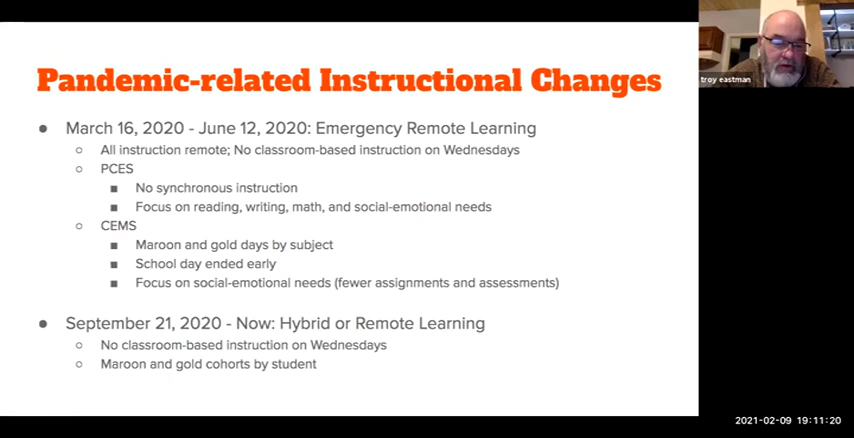 Pandemic-related Instructional Changes
● March 16, 2020 - June 12, 2020: Emergency Remote Learning
○ All instruction remote; No classroom-based instruction on Wednesdays
○ PCES
■ No synchronous instruction
■ Focus on reading, writing, math, and social-emotional needs
○ CEMS
■ Maroon and gold days by subject
■ School day ended early
■ Focus on social-emotional needs (fewer assignments and assessments)
● September 21, 2020 - Now: Hybrid or Remote Learning
○ No classroom-based instruction on Wednesdays
○ Maroon and gold cohorts by student
troy eastman
2021-02-09 19:11:20